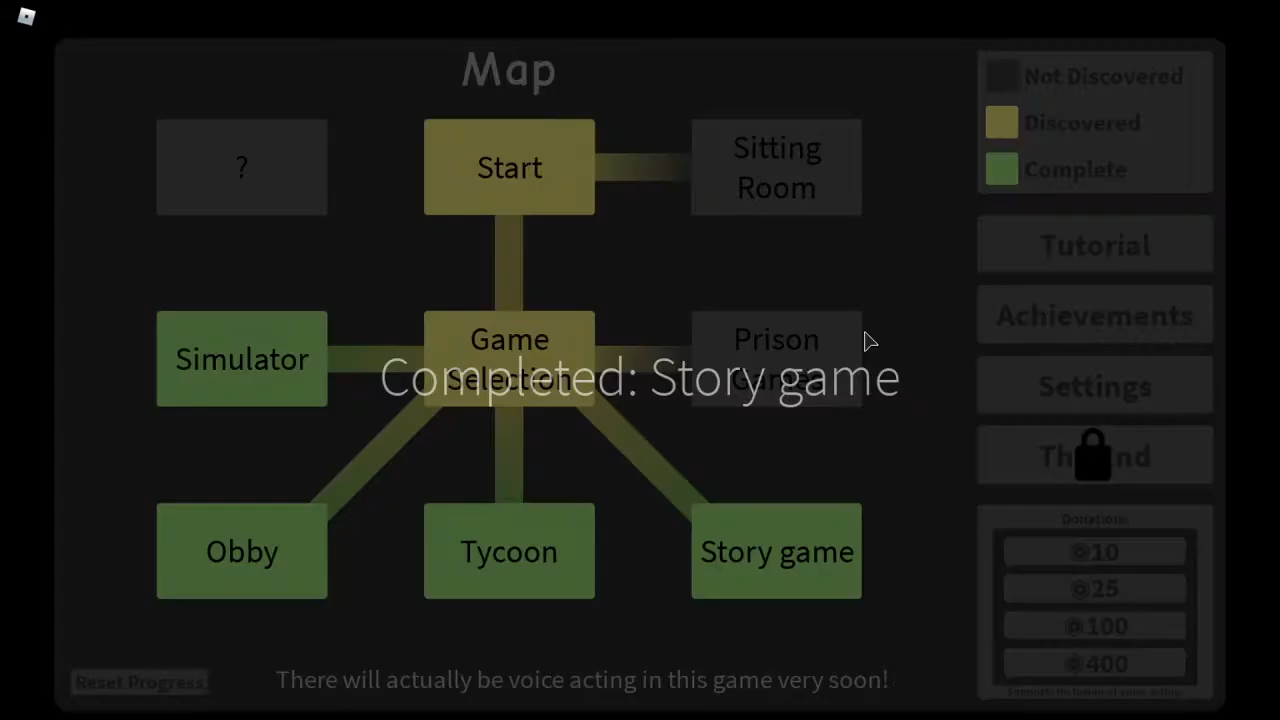 Map
?
Start
Sitting
Room
Simulator
Game
Selection
Prison
Games
Completed: Story game
Obby
Tycoon
Story game
Reset Progress
There will actually be voice acting in this game very soon!
Not Discovered
Discovered
Complete
Tutorial
Achievements
Settings
Donations
10
25
100
400